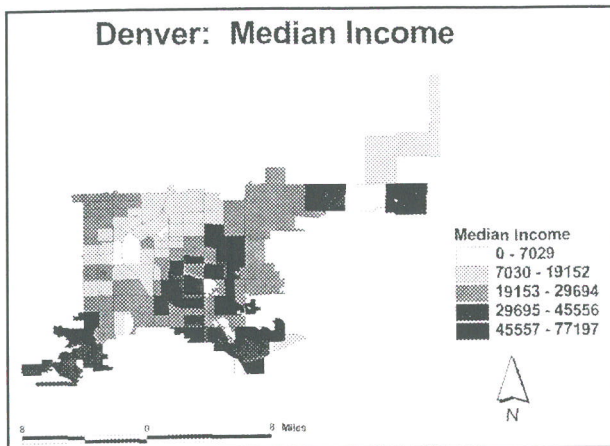 Denver: Median Income
Median Income
0 - 7029
7030 - 19152
19153 - 29694
29695 - 45556
45557 - 77197
N
8 0 8 Miles